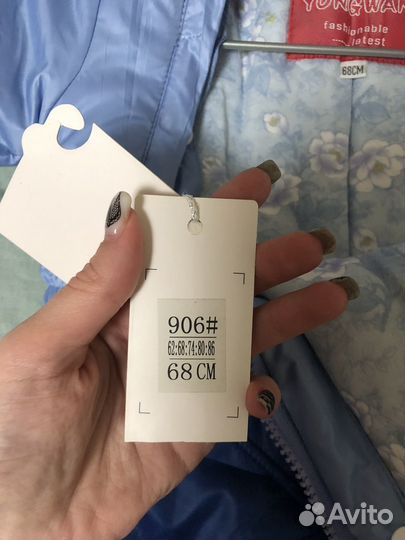 YONGWAN
fashionable
latest
68CM
906#
62:68:74:80:86
68 CM
Avito